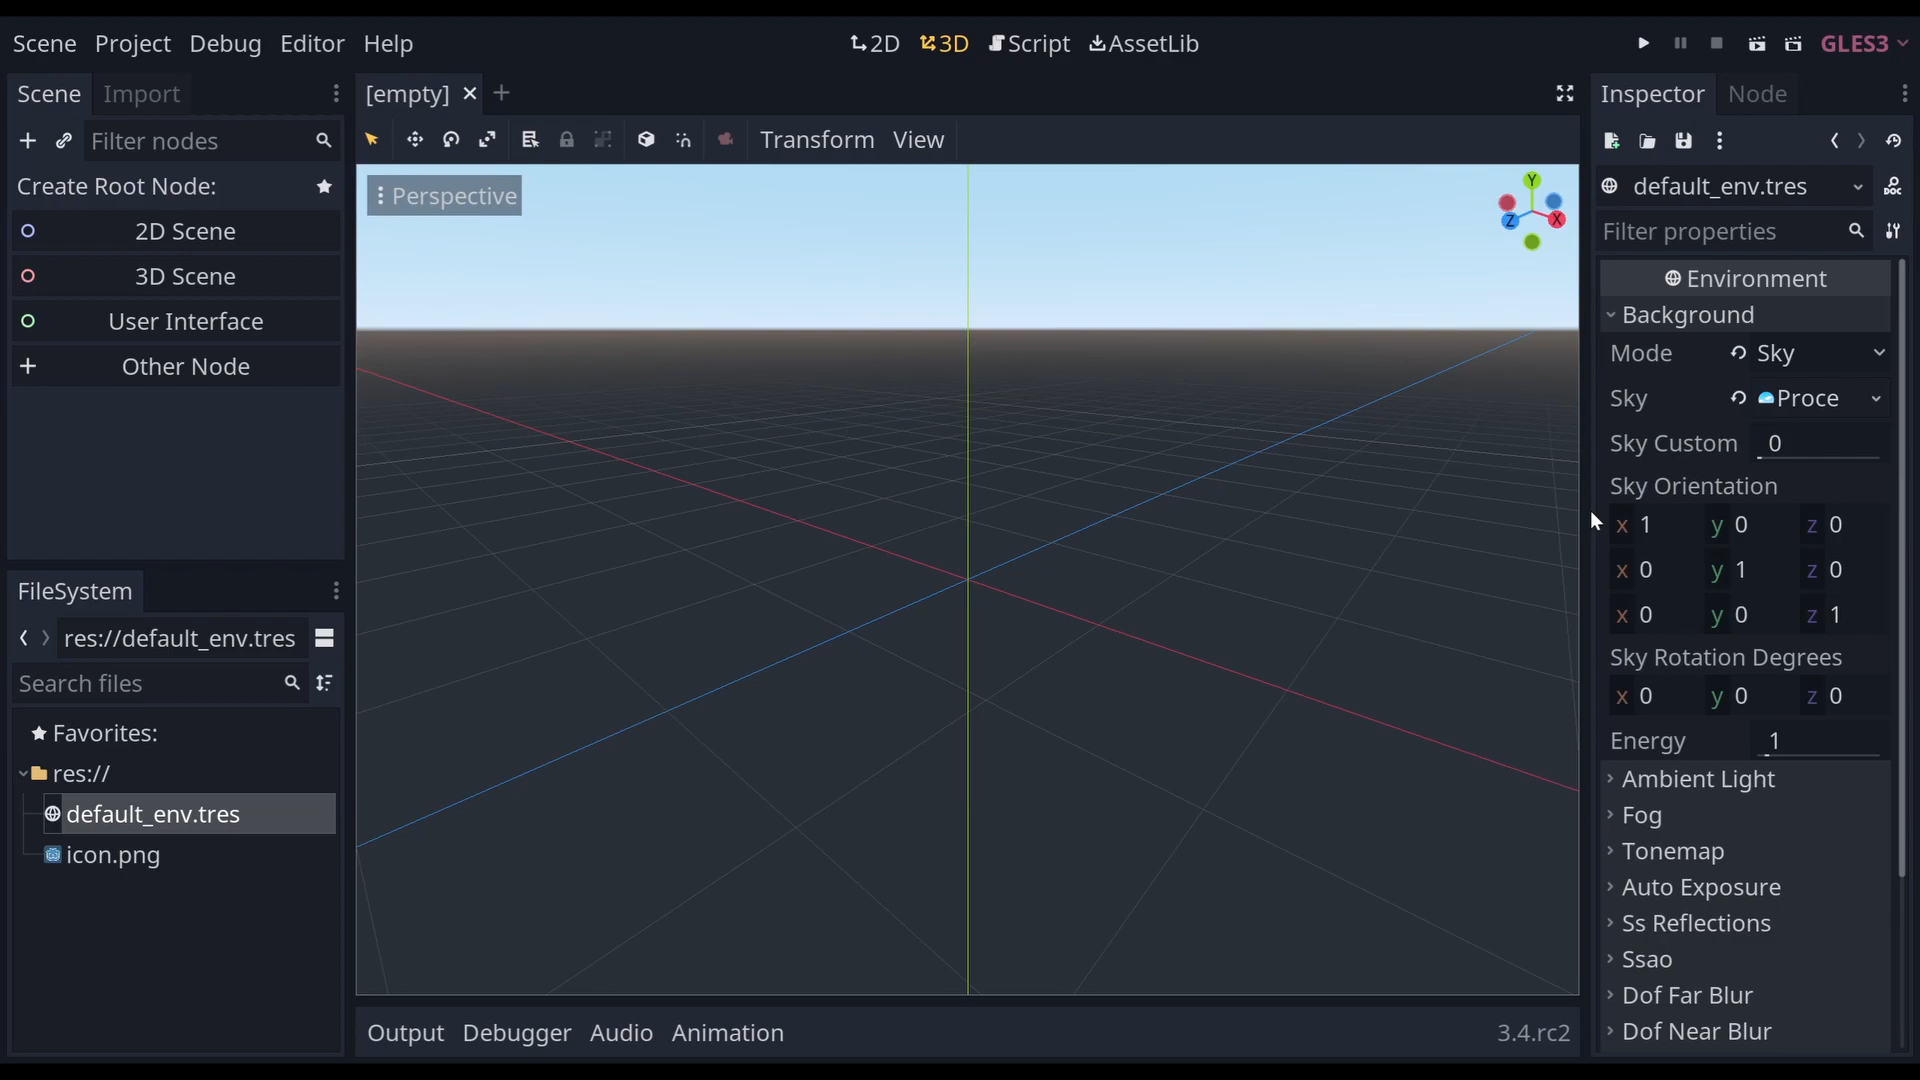 Scene Project Debug Editor Help
2D 3D Script AssetLib
GLES3
Scene Import
Filter nodes
Create Root Node:
2D Scene
3D Scene
User Interface
Other Node
FileSystem
res://default_env.tres
Search files
Favorites:
res://
default_env.tres
icon.png
[empty]
Transform View
Perspective
Y
Z X
Output Debugger Audio Animation
3.4.rc2
Inspector Node
default_env.tres
DOC
Filter properties
Environment
Background
Mode Sky
Sky Proce
Sky Custom 0
Sky Orientation
x 1 y 0 z 0
x 0 y 1 z 0
x 0 y 0 z 1
Sky Rotation Degrees
x 0 y 0 z 0
Energy 1
Ambient Light
Fog
Tonemap
Auto Exposure
Ss Reflections
Ssao
Dof Far Blur
Dof Near Blur